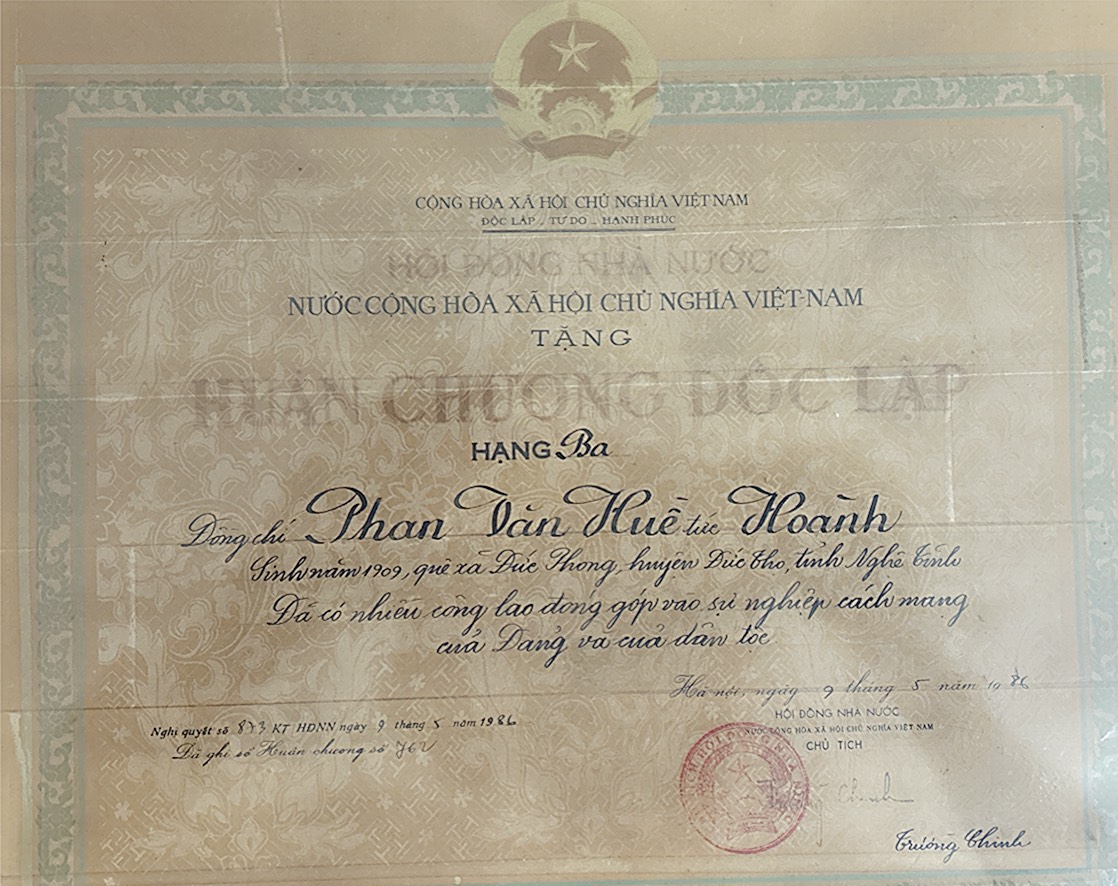 CỘNG HÒA XÃ HỘI CHỦ NGHĨA VIỆT NAM
ĐỘC LẬP - TỰ DO - HẠNH PHÚC
HỘI ĐỒNG NHÀ NƯỚC
NƯỚC CỘNG HÒA XÃ HỘI CHỦ NGHĨA VIỆT-NAM
TẶNG
HUÂN CHƯƠNG ĐỘC LẬP
HẠNG Ba
Đồng chí Phan Văn Huê tức Hoành
Sinh năm 1909, quê xã Đức Phong, huyện Đức Thọ, tỉnh Nghệ Tĩnh
Đã có nhiều công lao đóng góp vào sự nghiệp cách mạng
của Đảng và của dân tộc
Hà nội, ngày 9 tháng 5 năm 1986
HỘI ĐỒNG NHÀ NƯỚC
NƯỚC CỘNG HÒA XÃ HỘI CHỦ NGHĨA VIỆT NAM
CHỦ TỊCH
Nghị quyết số 873 KT HĐNN ngày 9 tháng 5 năm 1986
Đã ghi sổ Huân chương số 762
Trường Chinh